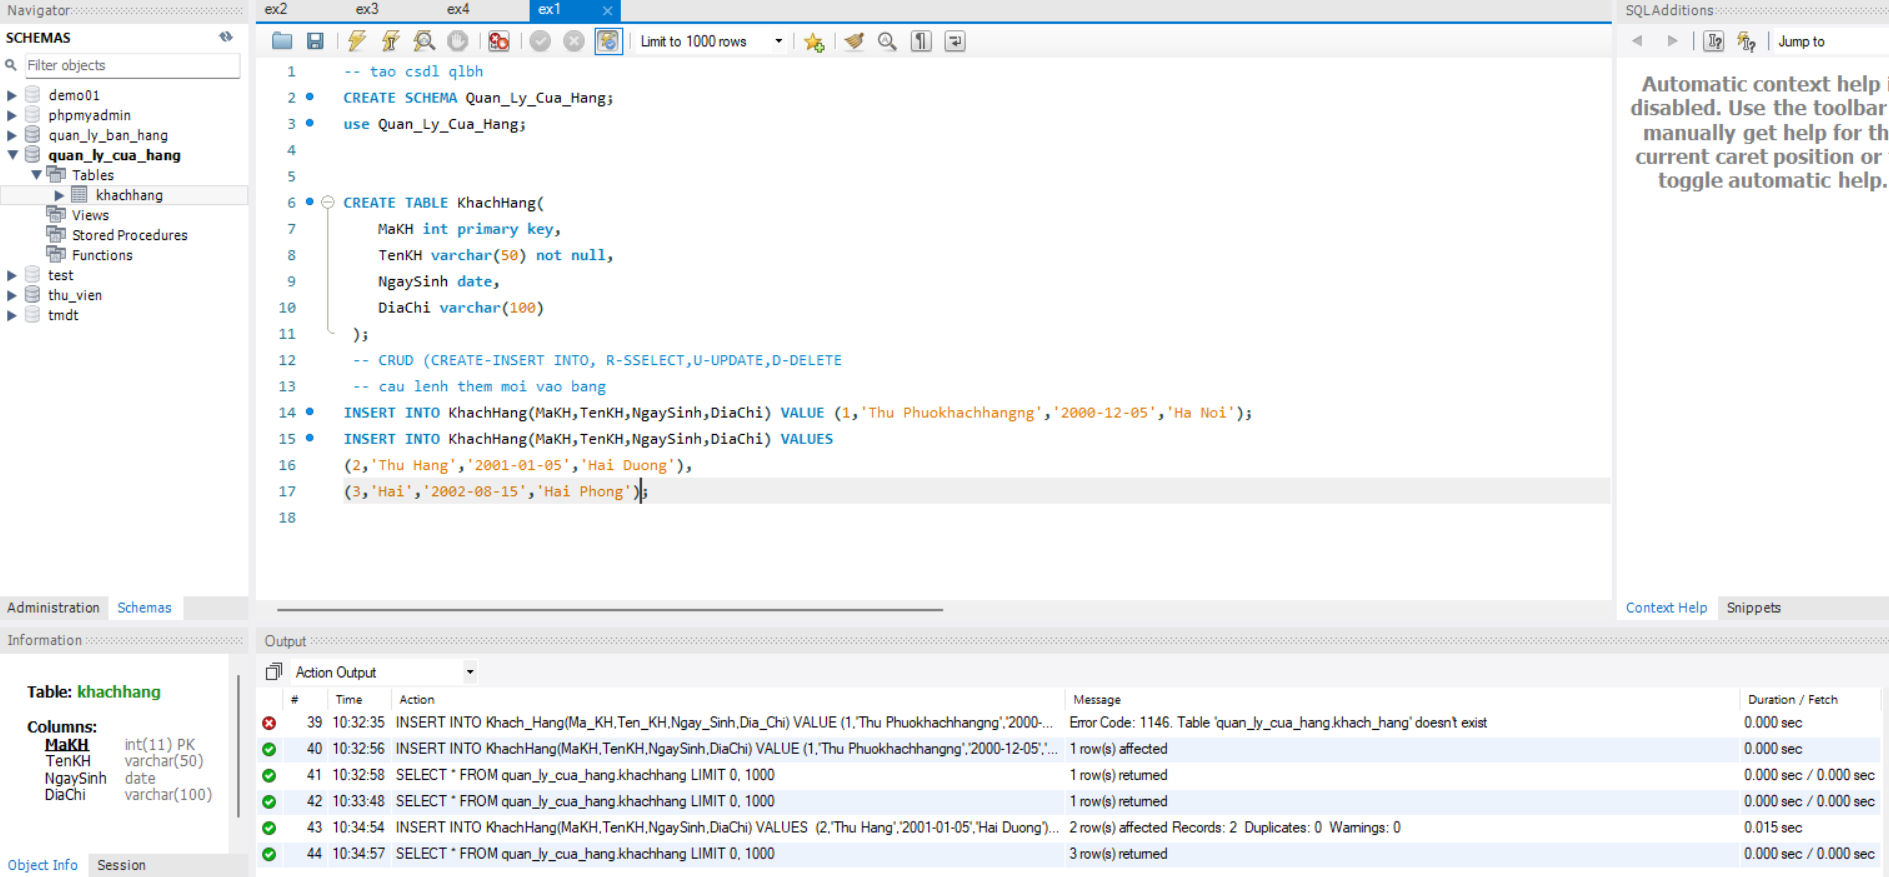 Navigator
SCHEMAS
Filter objects
demo01
phpmyadmin
quan_ly_ban_hang
quan_ly_cua_hang
Tables
khachhang
Views
Stored Procedures
Functions
test
thu_vien
tmdt
Administration Schemas
Information
Table: khachhang
Columns:
MaKH int(11) PK
TenKH varchar(50)
NgaySinh date
DiaChi varchar(100)
Object Info Session
ex2 ex3 ex4 ex1
Limit to 1000 rows
1 -- tao csdl qlbh
2 CREATE SCHEMA Quan_Ly_Cua_Hang;
3 use Quan_Ly_Cua_Hang;
4
5
6 CREATE TABLE KhachHang(
7 MaKH int primary key,
8 TenKH varchar(50) not null,
9 NgaySinh date,
10 DiaChi varchar(100)
11 );
12 -- CRUD (CREATE-INSERT INTO, R-SSELECT,U-UPDATE,D-DELETE
13 -- cau lenh them moi vao bang
14 INSERT INTO KhachHang(MaKH,TenKH,NgaySinh,DiaChi) VALUE (1,'Thu Phuokhachhangng','2000-12-05','Ha Noi');
15 INSERT INTO KhachHang(MaKH,TenKH,NgaySinh,DiaChi) VALUES
16 (2,'Thu Hang','2001-01-05','Hai Duong'),
17 (3,'Hai','2002-08-15','Hai Phong');
18
SQLAdditions
Jump to
Automatic context help i
disabled. Use the toolbar
manually get help for th
current caret position or
toggle automatic help.
Context Help Snippets
Output
Action Output
# Time Action Message Duration / Fetch
39 10:32:35 INSERT INTO Khach_Hang(Ma_KH,Ten_KH,Ngay_Sinh,Dia_Chi) VALUE (1,'Thu Phuokhachhangng','2000-... Error Code: 1146. Table 'quan_ly_cua_hang.khach_hang' doesn't exist 0.000 sec
40 10:32:56 INSERT INTO KhachHang(MaKH,TenKH,NgaySinh,DiaChi) VALUE (1,'Thu Phuokhachhangng','2000-12-05','... 1 row(s) affected 0.000 sec
41 10:32:58 SELECT * FROM quan_ly_cua_hang.khachhang LIMIT 0, 1000 1 row(s) returned 0.000 sec / 0.000 sec
42 10:33:48 SELECT * FROM quan_ly_cua_hang.khachhang LIMIT 0, 1000 1 row(s) returned 0.000 sec / 0.000 sec
43 10:34:54 INSERT INTO KhachHang(MaKH,TenKH,NgaySinh,DiaChi) VALUES (2,'Thu Hang','2001-01-05','Hai Duong')... 2 row(s) affected Records: 2 Duplicates: 0 Warnings: 0 0.015 sec
44 10:34:57 SELECT * FROM quan_ly_cua_hang.khachhang LIMIT 0, 1000 3 row(s) returned 0.000 sec / 0.000 sec